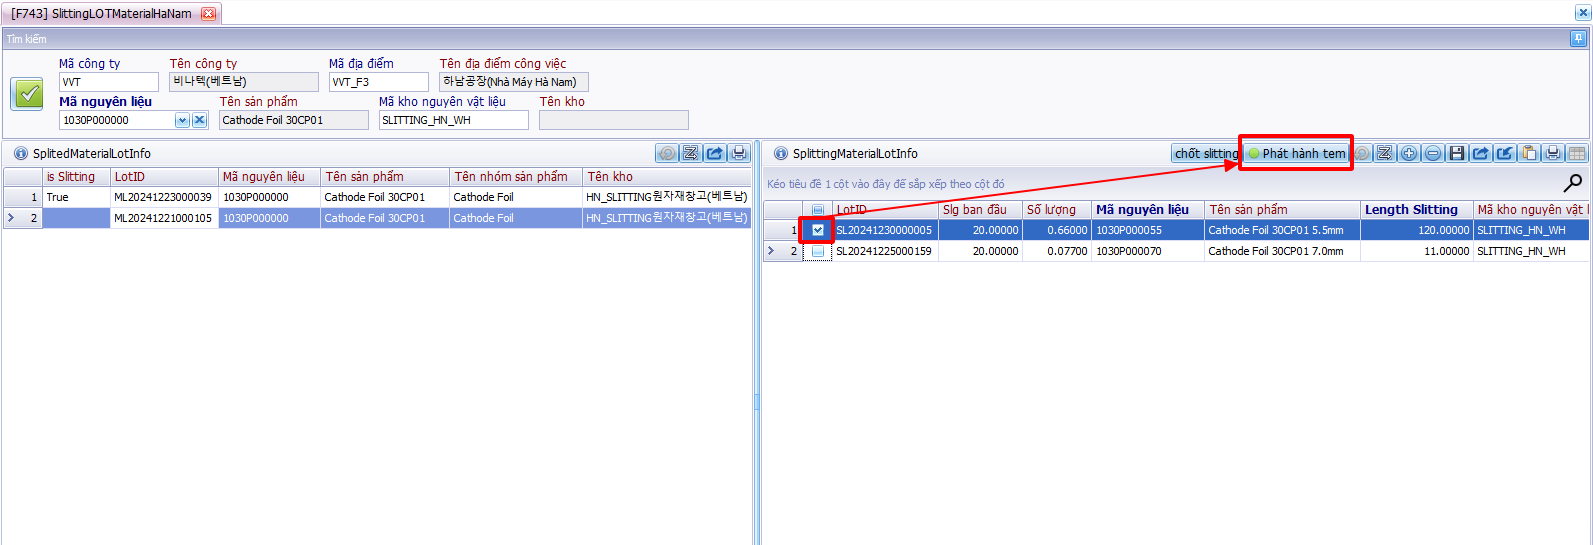 [F743] SlittingLOTMaterialHaNam
Tìm kiếm
Mã công ty Tên công ty Mã địa điểm Tên địa điểm công việc
VVT 비나텍(베트남) VVT_F3 하남공장(Nhà Máy Hà Nam)
Mã nguyên liệu Tên sản phẩm Mã kho nguyên vật liệu Tên kho
1030P000000 Cathode Foil 30CP01 SLITTING_HN_WH
SplitedMaterialLotInfo
is Slitting LotID Mã nguyên liệu Tên sản phẩm Tên nhóm sản phẩm Tên kho
1 True ML20241223000039 1030P000000 Cathode Foil 30CP01 Cathode Foil HN_SLITTING원자재창고(베트남)
2 ML20241221000105 1030P000000 Cathode Foil 30CP01 Cathode Foil HN_SLITTING원자재창고(베트남)
SplittingMaterialLotInfo chốt slitting Phát hành tem
Kéo tiêu đề 1 cột vào đây để sắp xếp theo cột đó
LotID Slg ban đầu Số lượng Mã nguyên liệu Tên sản phẩm Length Slitting Mã kho nguyên vật l
1 SL20241230000005 20.00000 0.66000 1030P000055 Cathode Foil 30CP01 5.5mm 120.00000 SLITTING_HN_WH
2 SL20241225000159 20.00000 0.07700 1030P000070 Cathode Foil 30CP01 7.0mm 11.00000 SLITTING_HN_WH